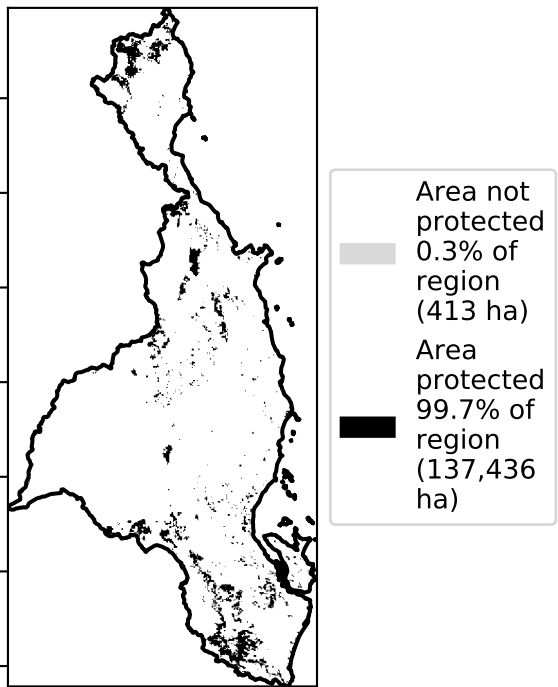 Area not
protected
0.3% of
region
(413 ha)
Area
protected
99.7% of
region
(137,436
ha)